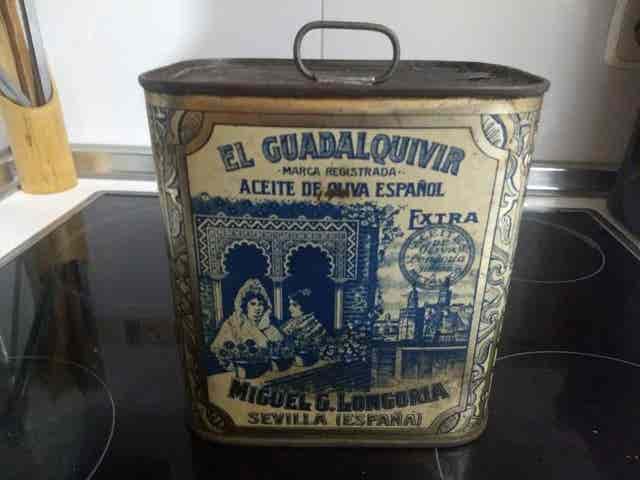 EL GUADALQUIVIR
MARCA REGISTRADA
ACEITE DE OLIVA ESPAÑOL
EXTRA
MIGUEL G. LONGORIA
SEVILLA (ESPAÑA)